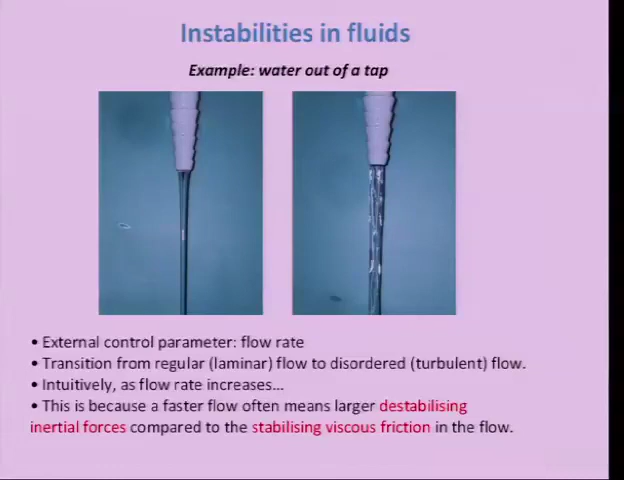 Instabilities in fluids
Example: water out of a tap
• External control parameter: flow rate
• Transition from regular (laminar) flow to disordered (turbulent) flow.
• Intuitively, as flow rate increases...
• This is because a faster flow often means larger destabilising
inertial forces compared to the stabilising viscous friction in the flow.